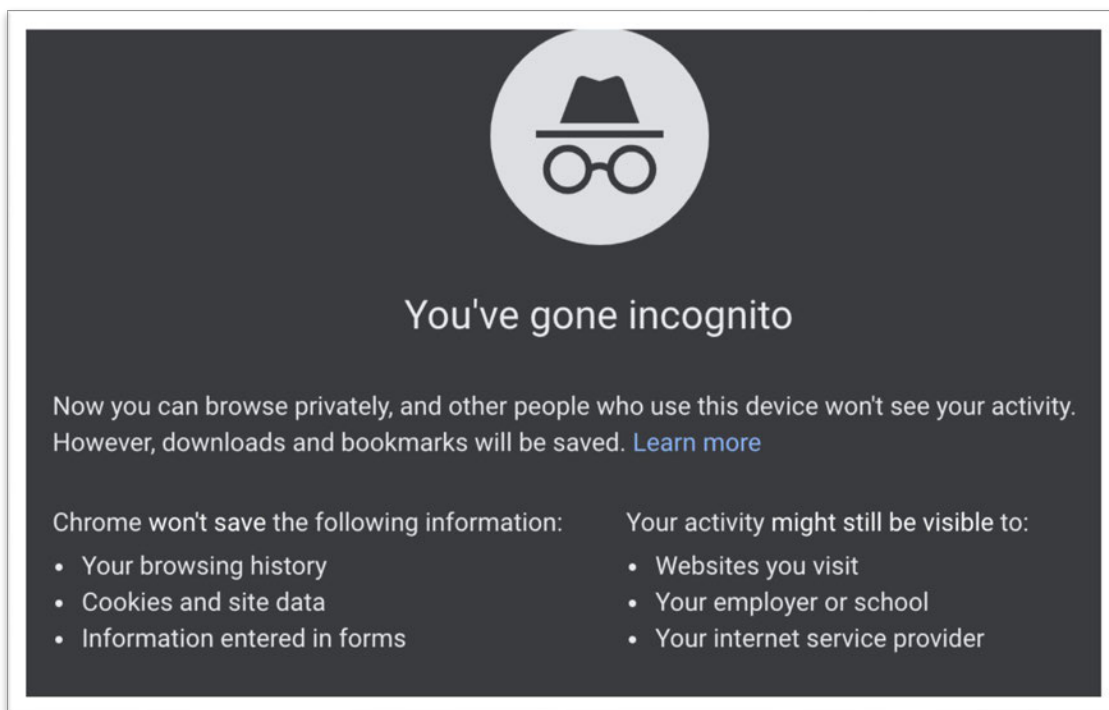 You've gone incognito
Now you can browse privately, and other people who use this device won't see your activity.
However, downloads and bookmarks will be saved. Learn more
Chrome won't save the following information:
• Your browsing history
• Cookies and site data
• Information entered in forms
Your activity might still be visible to:
• Websites you visit
• Your employer or school
• Your internet service provider